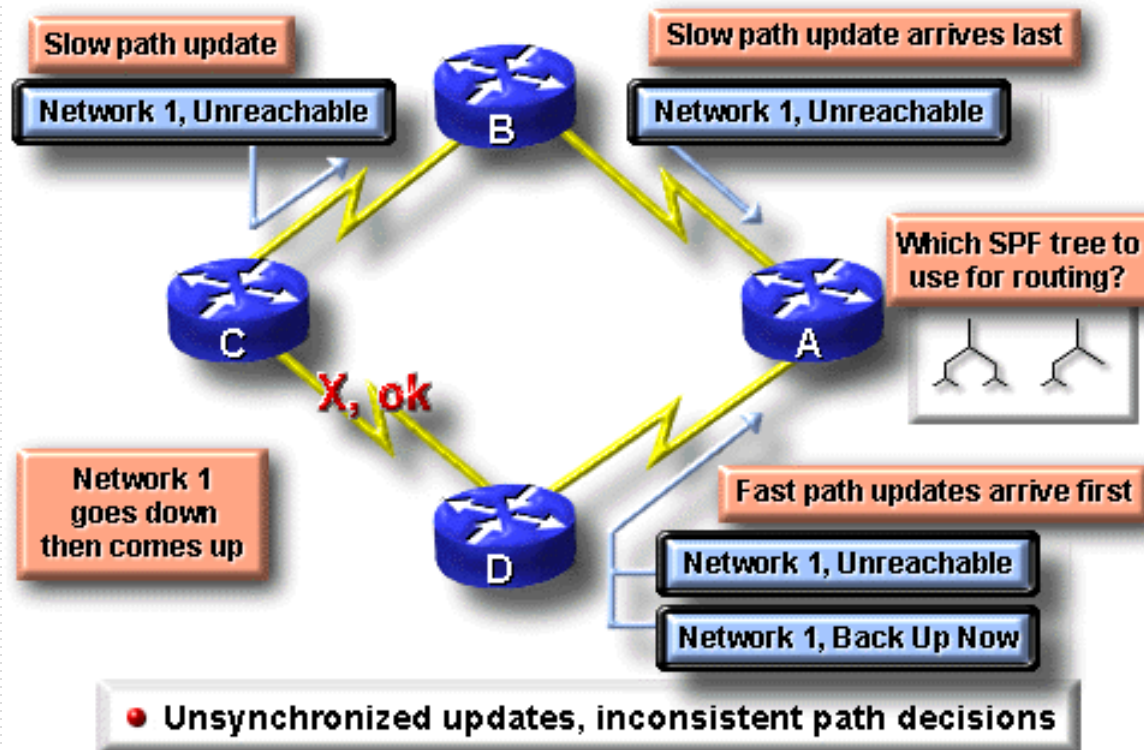 Slow path update
Network 1, Unreachable
B
Slow path update arrives last
Network 1, Unreachable
Which SPF tree to
use for routing?
C
A
X, ok
Network 1
goes down
then comes up
D
Fast path updates arrive first
Network 1, Unreachable
Network 1, Back Up Now
Unsynchronized updates, inconsistent path decisions